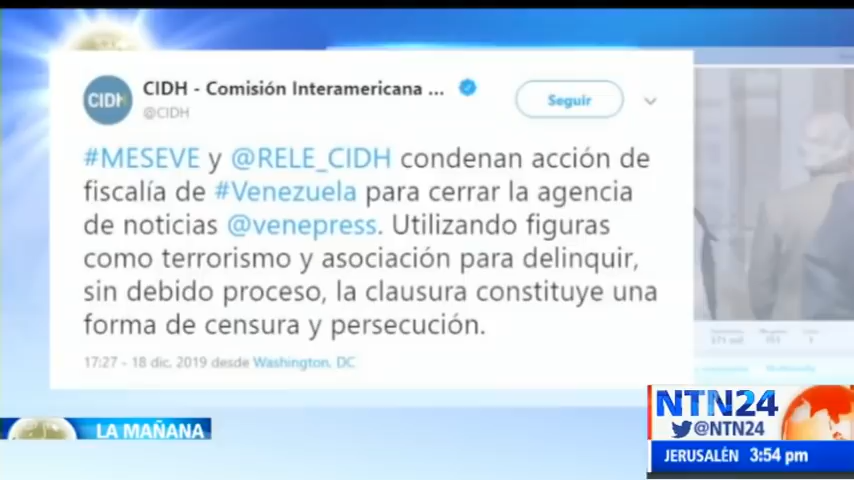 CIDH
CIDH - Comisión Interamericana ...
@CIDH
Seguir
#MESEVE y @RELE_CIDH condenan acción de
fiscalía de #Venezuela para cerrar la agencia
de noticias @venepress. Utilizando figuras
como terrorismo y asociación para delinquir,
sin debido proceso, la clausura constituye una
forma de censura y persecución.
17:27 - 18 dic. 2019 desde Washington, DC
LA MAÑANA
NTN24
@NTN24
JERUSALÉN 3:54 pm